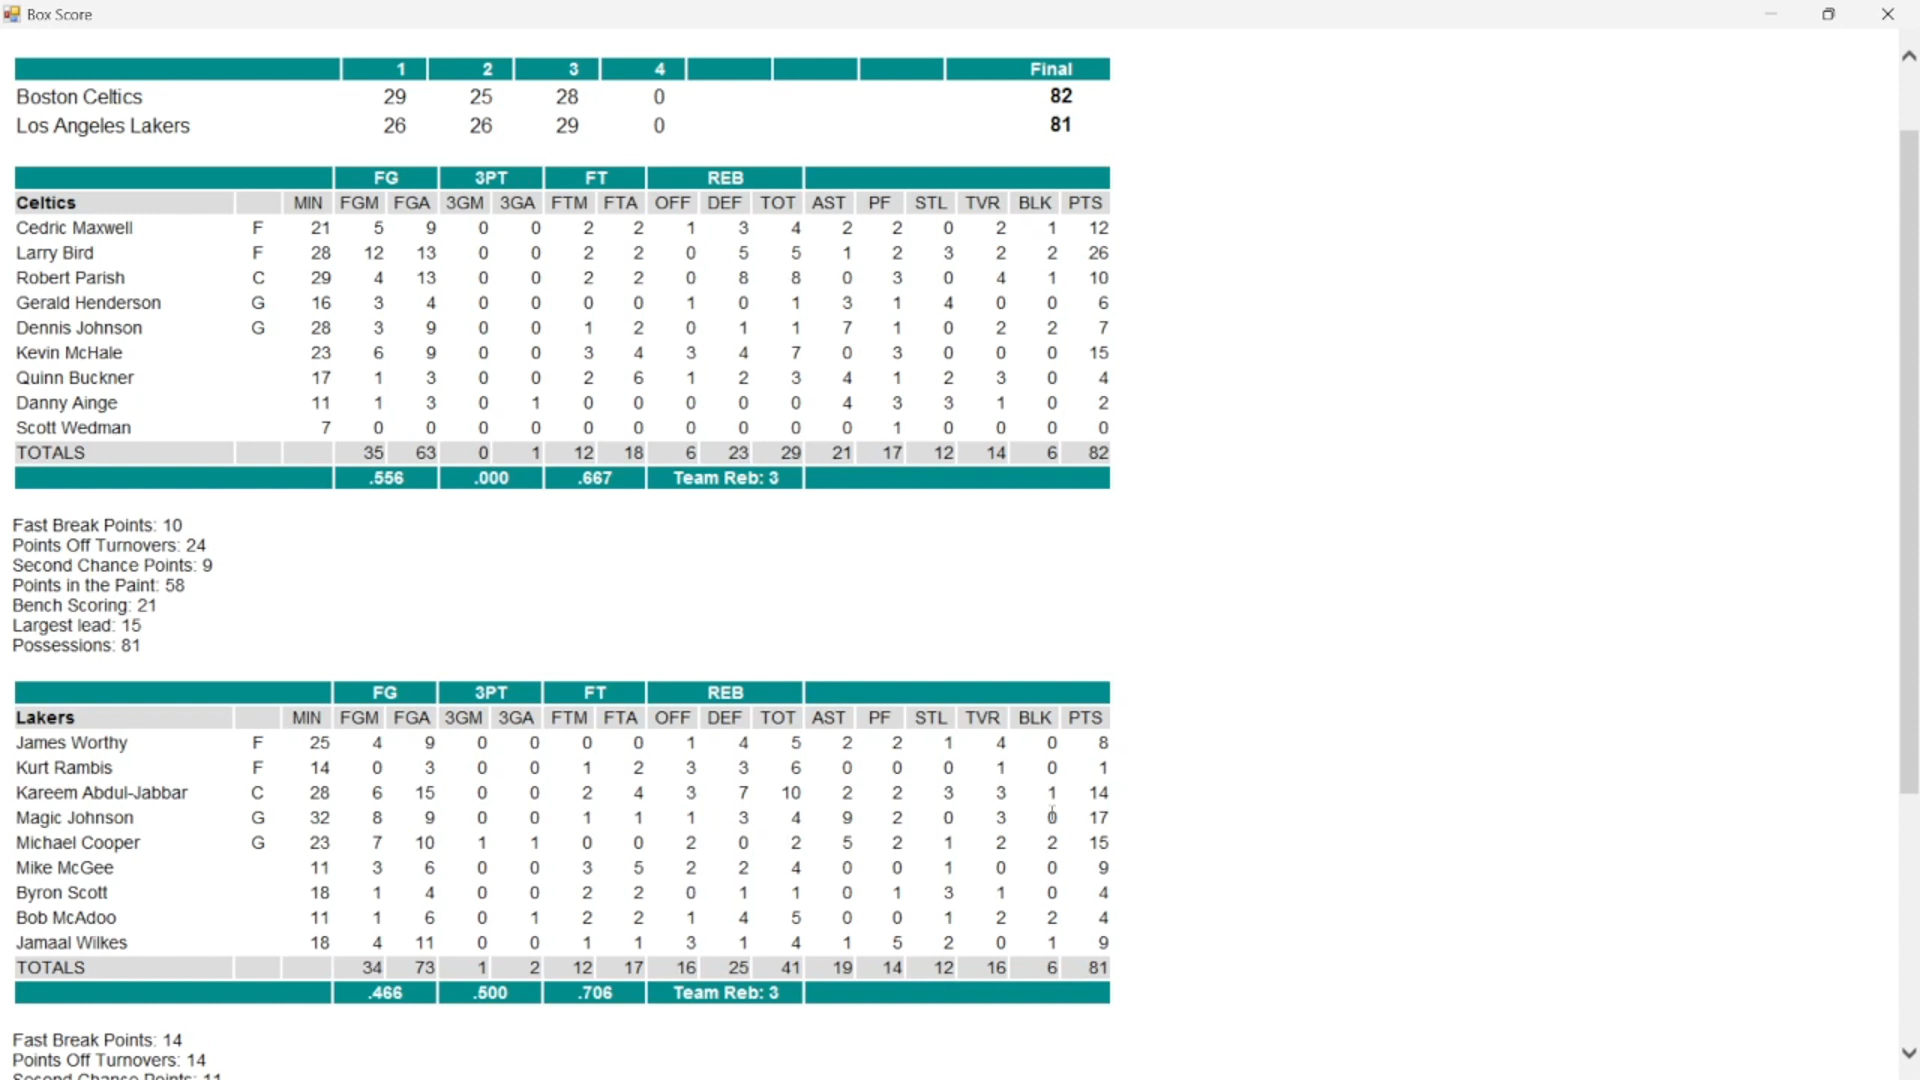 Box Score
1 2 3 4 Final
Boston Celtics 29 25 28 0 82
Los Angeles Lakers 26 26 29 0 81
FG 3PT FT REB
Celtics MIN FGM FGA 3GM 3GA FTM FTA OFF DEF TOT AST PF STL TVR BLK PTS
Cedric Maxwell F 21 5 9 0 0 2 2 1 3 4 2 2 0 2 1 12
Larry Bird F 28 12 13 0 0 2 2 0 5 5 1 2 3 2 2 26
Robert Parish C 29 4 13 0 0 2 2 0 8 8 0 3 0 4 1 10
Gerald Henderson G 16 3 4 0 0 0 0 1 0 1 3 1 4 0 0 6
Dennis Johnson G 28 3 9 0 0 1 2 0 1 1 7 1 0 2 2 7
Kevin McHale 23 6 9 0 0 3 4 3 4 7 0 3 0 0 0 15
Quinn Buckner 17 1 3 0 0 2 6 1 2 3 4 1 2 3 0 4
Danny Ainge 11 1 3 0 1 0 0 0 0 0 4 3 3 1 0 2
Scott Wedman 7 0 0 0 0 0 0 0 0 0 0 1 0 0 0 0
TOTALS 35 63 0 1 12 18 6 23 29 21 17 12 14 6 82
.556 .000 .667 Team Reb: 3
Fast Break Points: 10
Points Off Turnovers: 24
Second Chance Points: 9
Points in the Paint: 58
Bench Scoring: 21
Largest lead: 15
Possessions: 81
FG 3PT FT REB
Lakers MIN FGM FGA 3GM 3GA FTM FTA OFF DEF TOT AST PF STL TVR BLK PTS
James Worthy F 25 4 9 0 0 0 0 1 4 5 2 2 1 4 0 8
Kurt Rambis F 14 0 3 0 0 1 2 3 3 6 0 0 0 1 0 1
Kareem Abdul-Jabbar C 28 6 15 0 0 2 4 3 7 10 2 2 3 3 1 14
Magic Johnson G 32 8 9 0 0 1 1 1 3 4 9 2 0 3 0 17
Michael Cooper G 23 7 10 1 1 0 0 2 0 2 5 2 1 2 2 15
Mike McGee 11 3 6 0 0 3 5 2 2 4 0 0 1 0 0 9
Byron Scott 18 1 4 0 0 2 2 0 1 1 0 1 3 1 0 4
Bob McAdoo 11 1 6 0 1 2 2 1 4 5 0 0 1 2 2 4
Jamaal Wilkes 18 4 11 0 0 1 1 3 1 4 1 5 2 0 1 9
TOTALS 34 73 1 2 12 17 16 25 41 19 14 12 16 6 81
.466 .500 .706 Team Reb: 3
Fast Break Points: 14
Points Off Turnovers: 14
Second Chance Points: 11